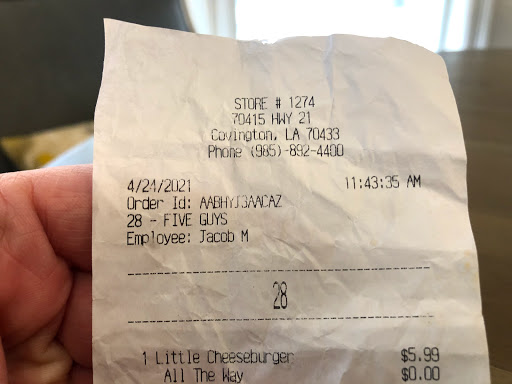 STORE # 1274
70415 HWY 21
Covington, LA 70433
Phone (985)-892-4400
4/24/2021 11:43:35 AM
Order Id: AABHYJ3AACAZ
28 - FIVE GUYS
Employee: Jacob M
28
1 Little Cheeseburger $5.99
All The Way $0.00